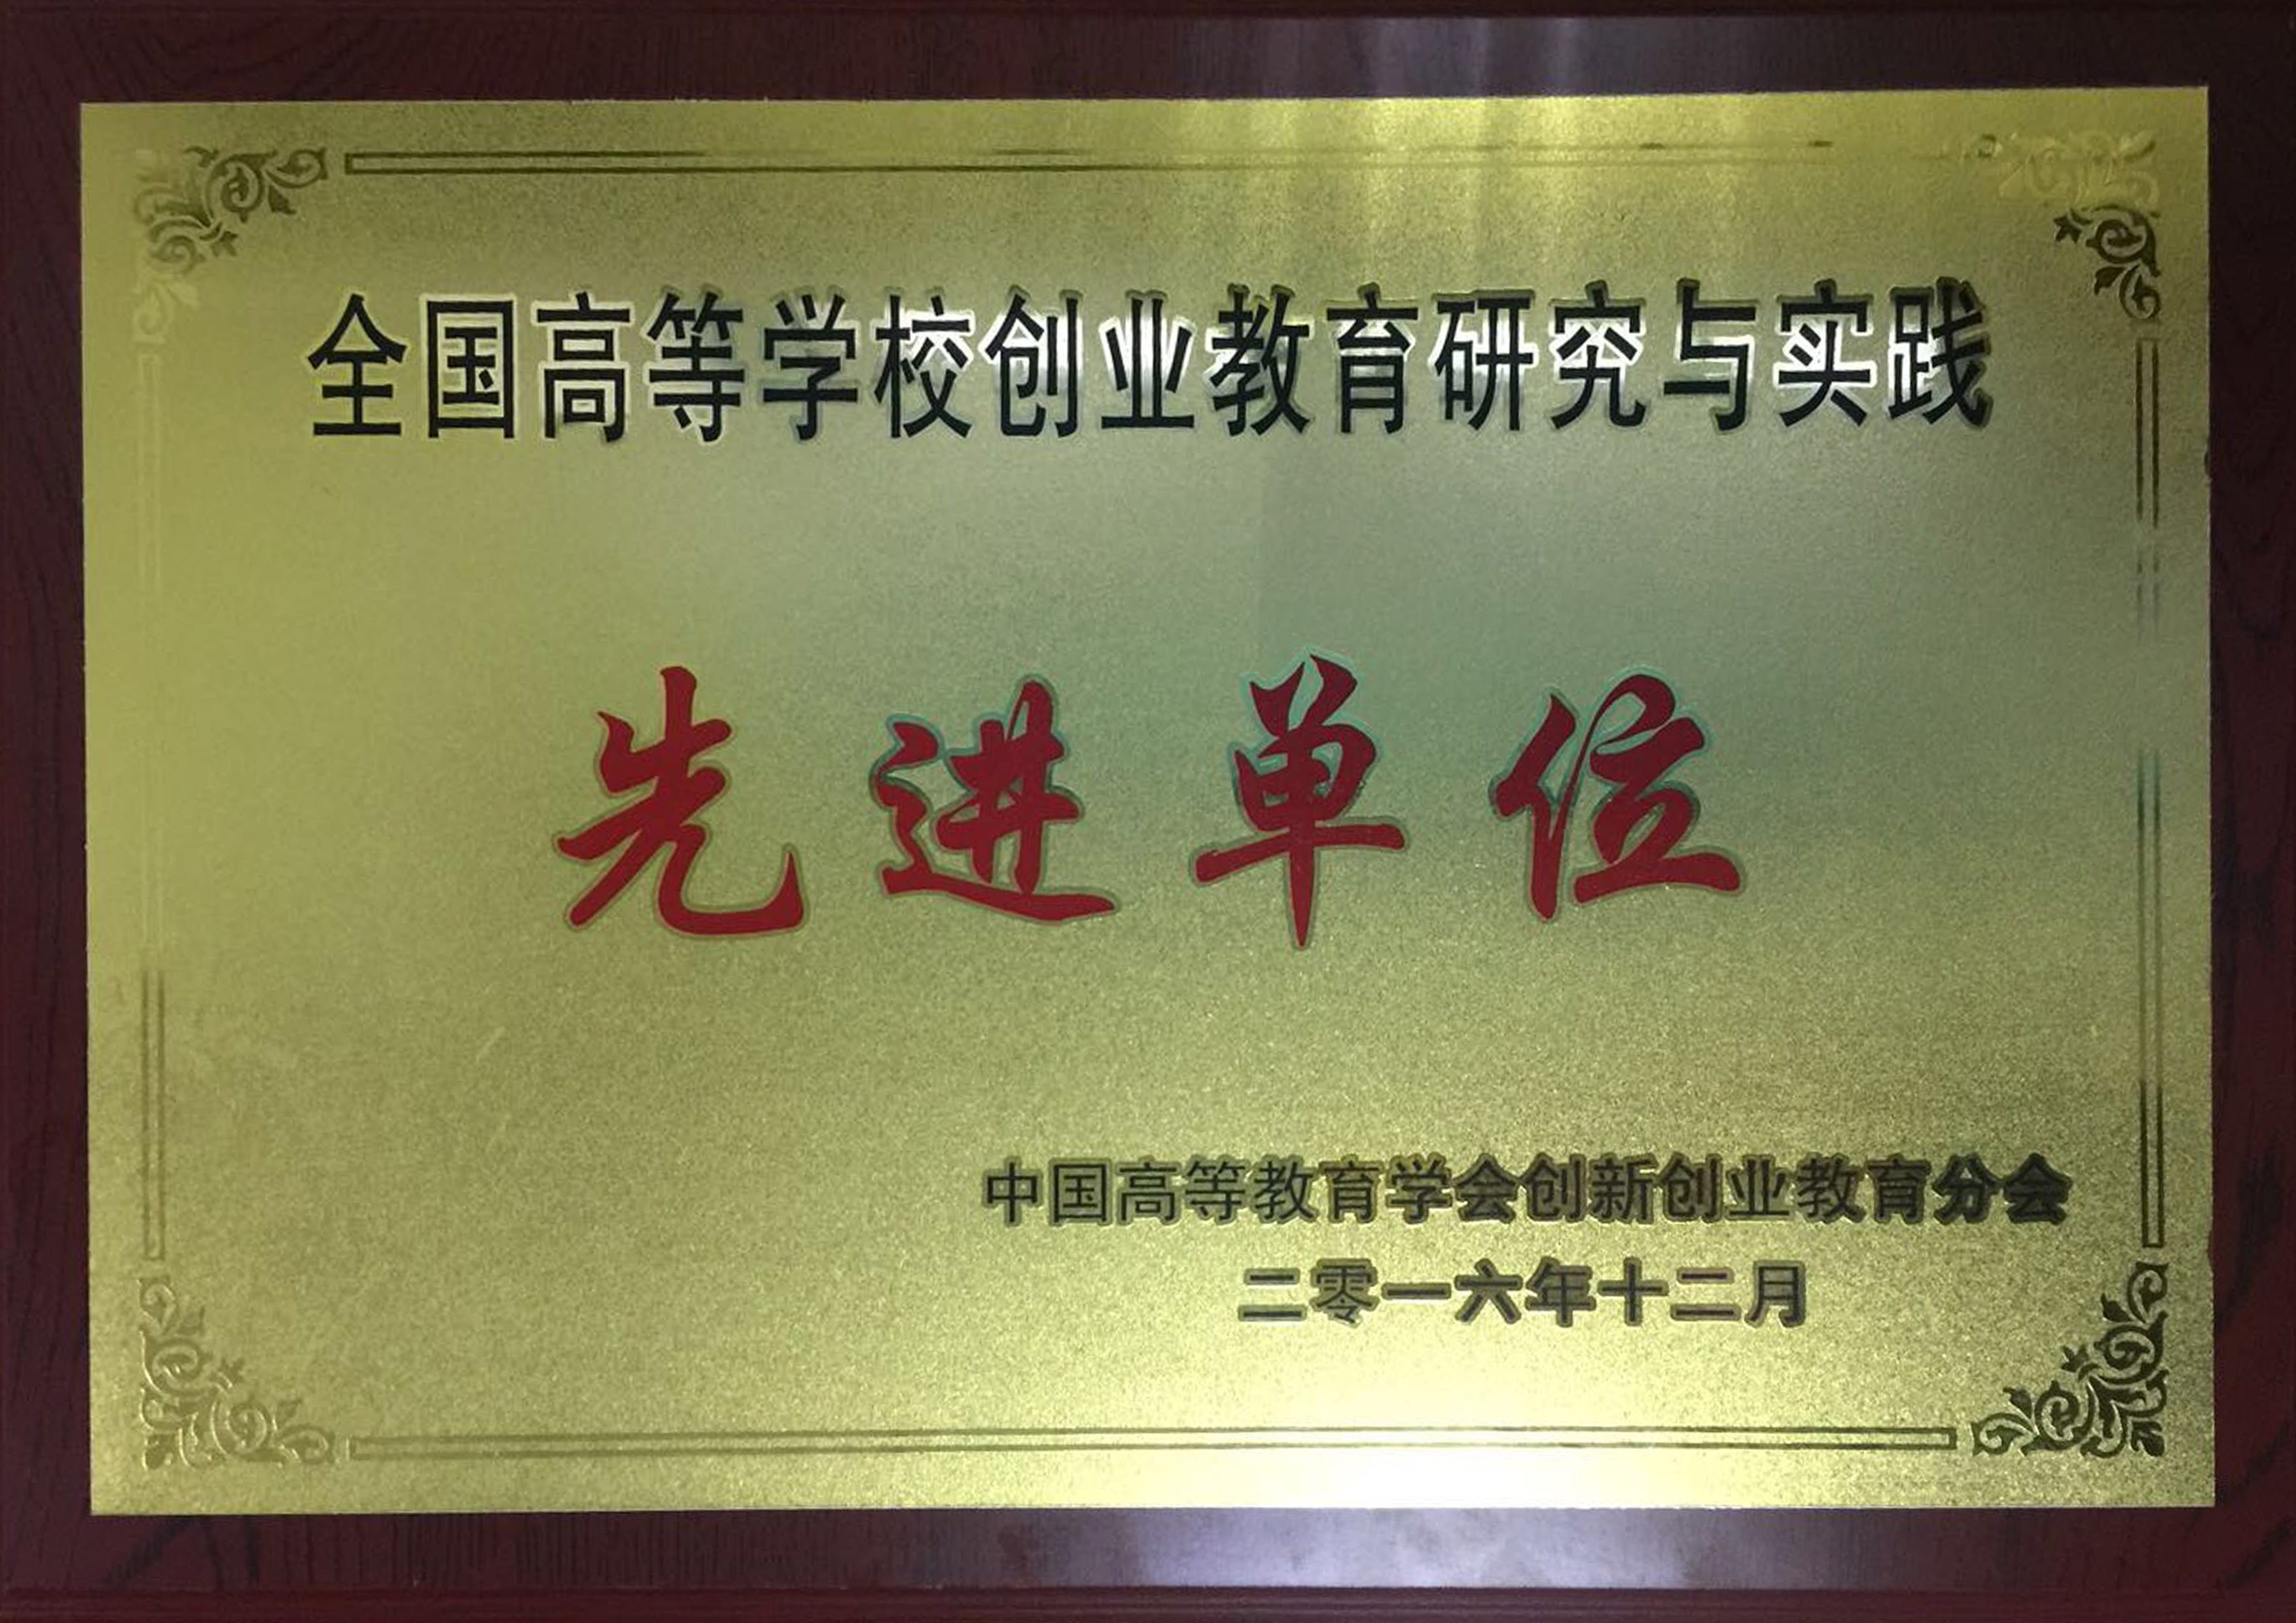 全国高等学校创业教育研究与实践
先进单位
中国高等教育学会创新创业教育分会
二零一六年十二月